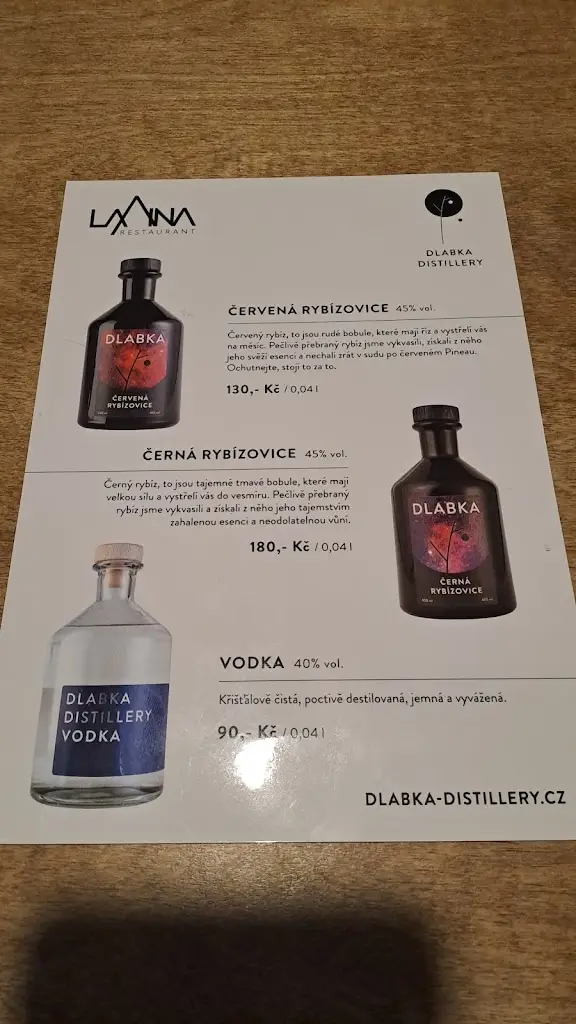 LAVINA
RESTAURANT
DLABKA
DISTILLERY
ČERVENÁ RYBÍZOVICE 45% vol.
Červený rybíz, to jsou rudé bobule, které mají říz a vystřelí vás
na měsíc. Pečlivě přebraný rybíz jsme vykvasili, získali z něho
jeho svěží esenci a nechali zrát v sudu po červeném Pineau.
Ochutnejte, stojí to za to.
130,- Kč / 0,04 l
DLABKA
ČERVENÁ
RYBÍZOVICE
ČERNÁ RYBÍZOVICE 45% vol.
Černý rybíz, to jsou tajemné tmavé bobule, které mají
velkou sílu a vystřelí vás do vesmíru. Pečlivě přebraný
rybíz jsme vykvasili a získali z něho jeho tajemstvím
zahalenou esenci a neodolatelnou vůni.
180,- Kč / 0,04 l
DLABKA
ČERNÁ
RYBÍZOVICE
VODKA 40% vol.
Křišťálově čistá, poctivě destilovaná, jemná a vyvážená.
90,- Kč / 0,04 l
DLABKA
DISTILLERY
VODKA
DLABKA-DISTILLERY.CZ